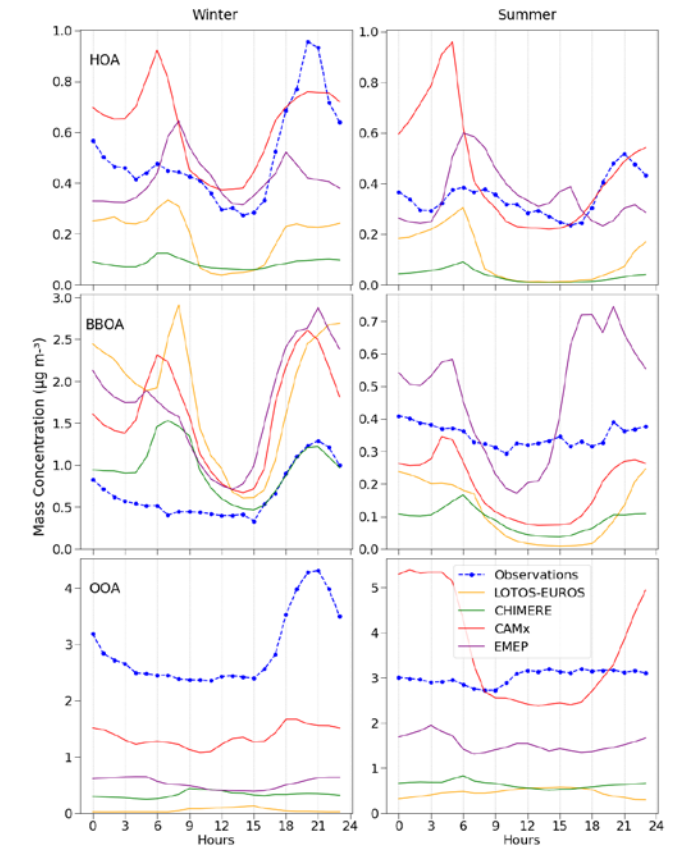 Winter
Summer
HOA
1.0
0.8
0.6
0.4
0.2
0.0
1.0
0.8
0.6
0.4
0.2
0.0
Mass Concentration (µg m⁻³)
BBOA
3.0
2.5
2.0
1.5
1.0
0.5
0.0
0.7
0.6
0.5
0.4
0.3
0.2
0.1
0.0
OOA
4
3
2
1
0
5
4
3
2
1
0
Observations
LOTOS-EUROS
CHIMERE
CAMx
EMEP
0 3 6 9 12 15 18 21 24
0 3 6 9 12 15 18 21 24
Hours
Hours